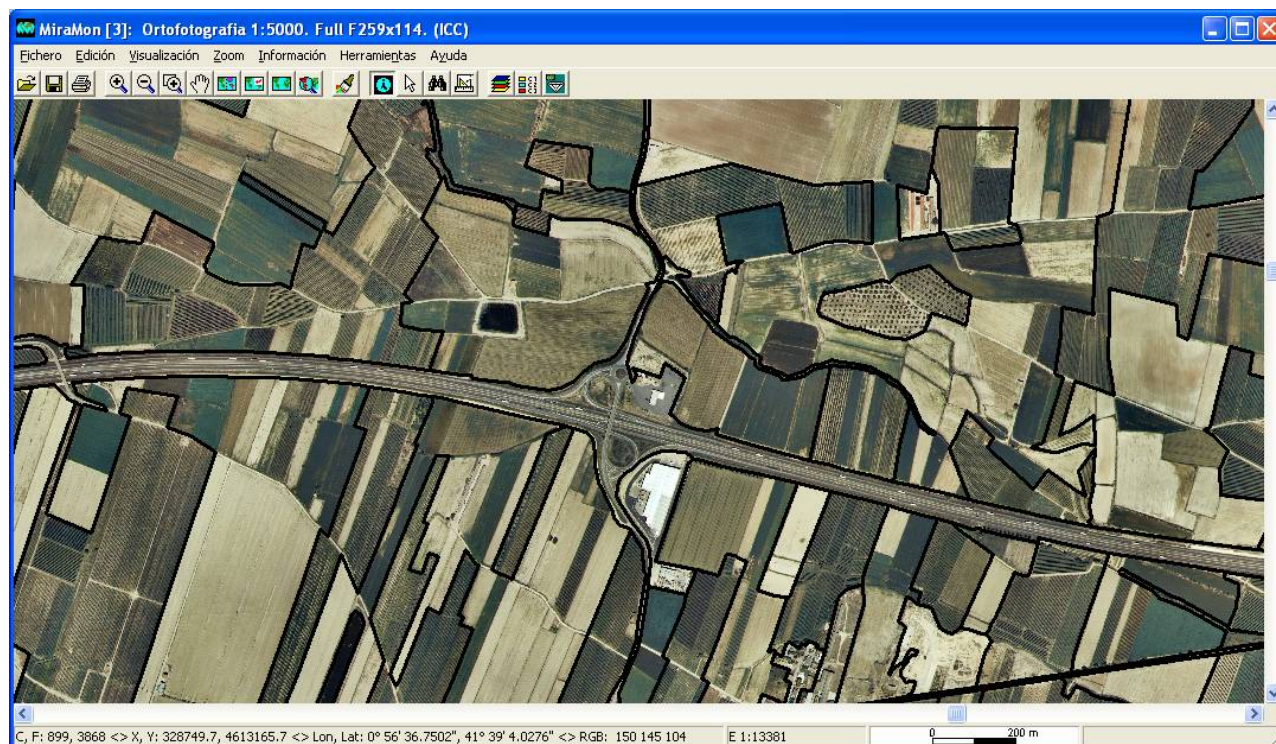 MiraMon [3]: Ortofotografia 1:5000. Full F259x114. (ICC)
Fichero Edición Visualización Zoom Información Herramientas Ayuda
C, F: 899, 3868 <> X, Y: 328749.7, 4613165.7 <> Lon, Lat: 0° 56' 36.7502", 41° 39' 4.0276" <> RGB: 150 145 104 E 1:13381 0 200 m